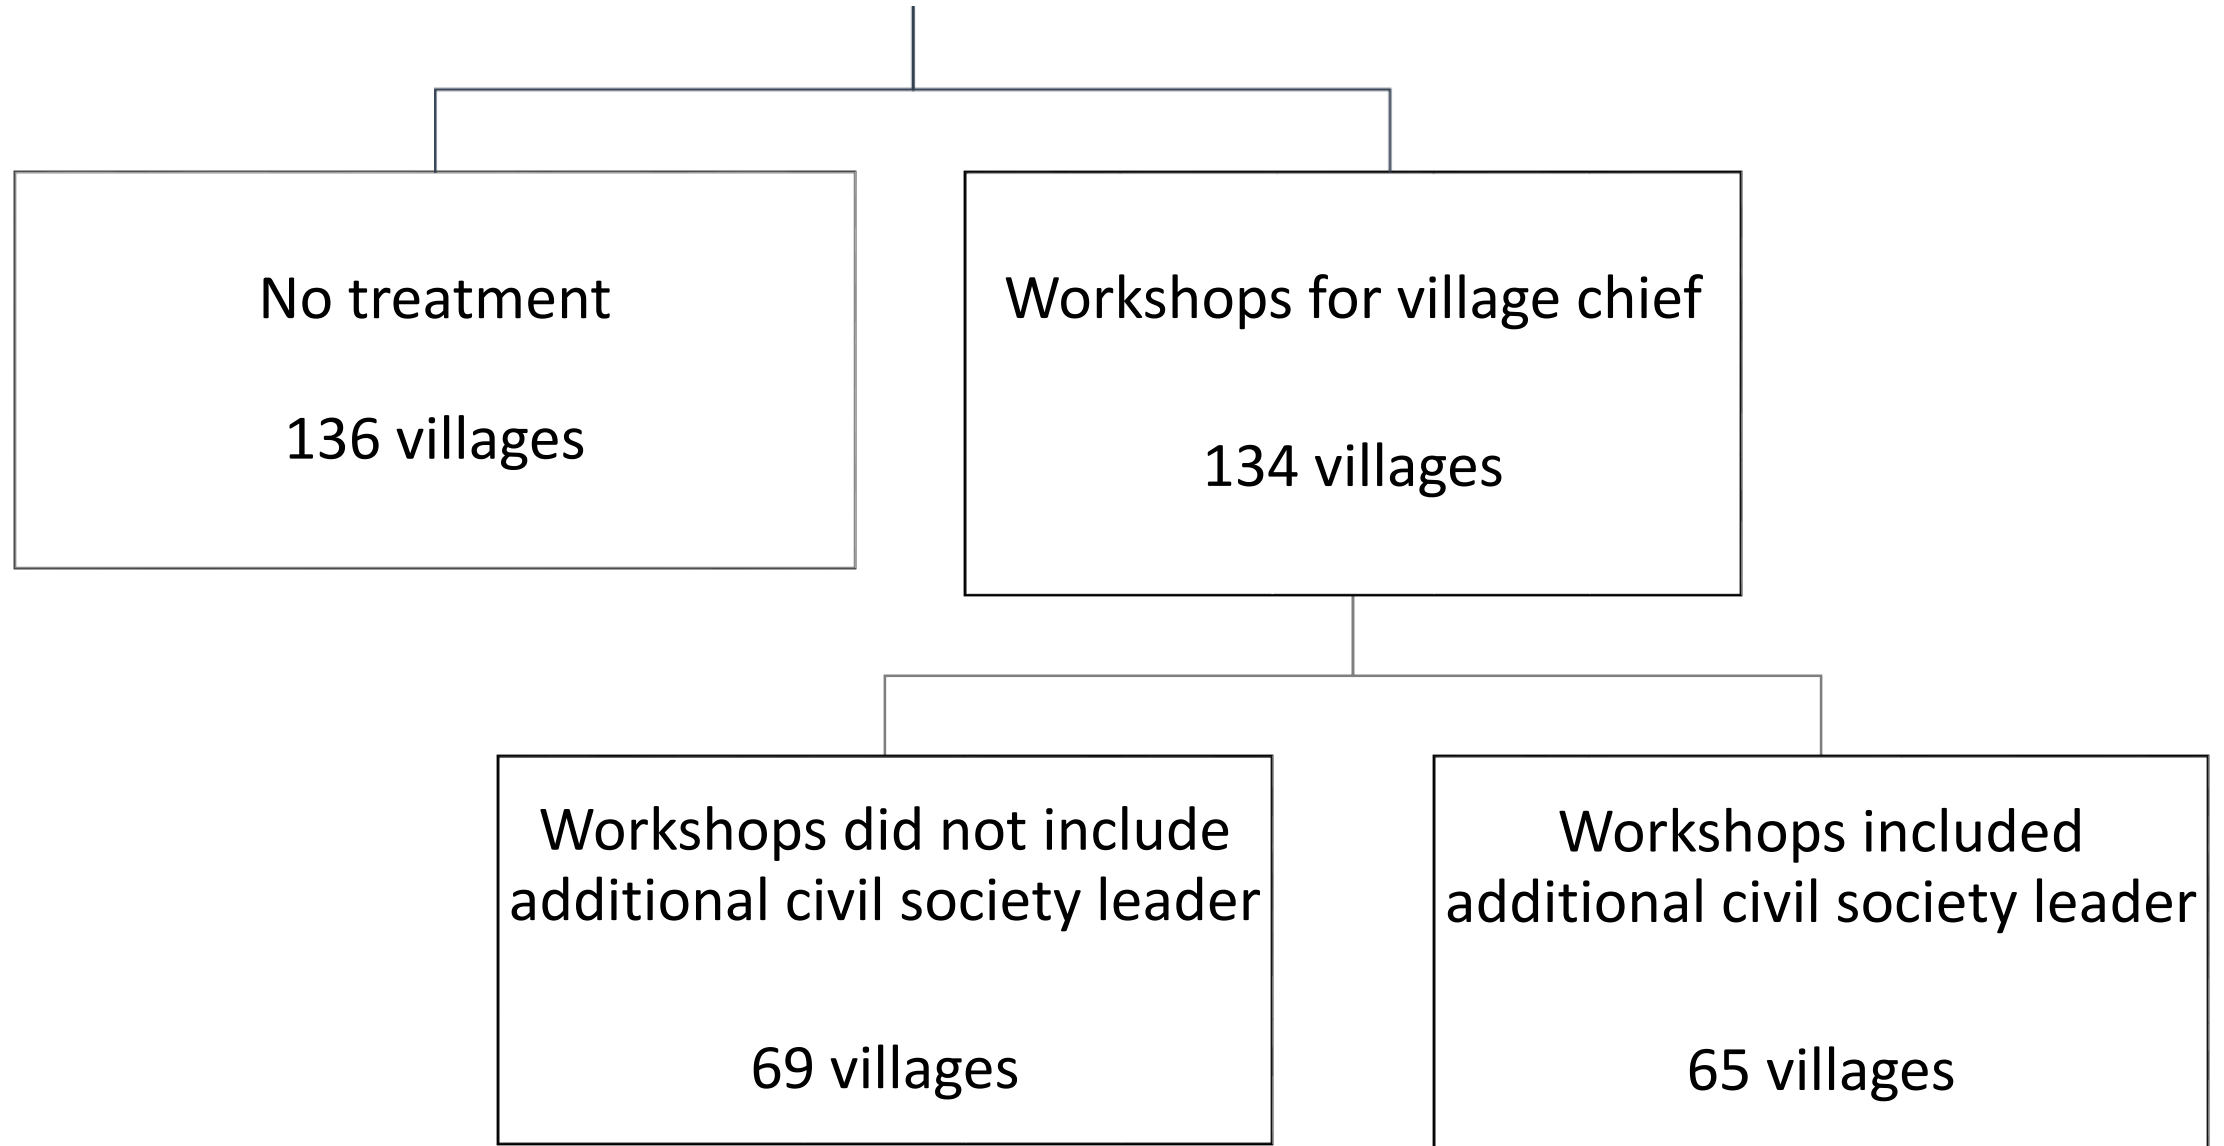 No treatment
136 villages
Workshops for village chief
134 villages
Workshops did not include
additional civil society leader
69 villages
Workshops included
additional civil society leader
65 villages